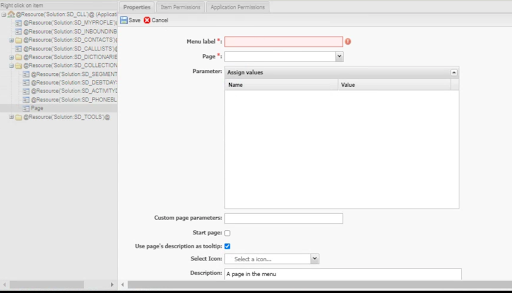 Right click on item
@Resource('Solution:SD_CLL')@ (Applicati
@Resource('Solution:SD_MYPROFILE')@
@Resource('Solution:SD_INBOUNDINB
@Resource('Solution:SD_CONTACTS')@
@Resource('Solution:SD_CALLLISTS')@
@Resource('Solution:SD_DICTIONARIE
@Resource('Solution:SD_COLLECTION
@Resource('Solution:SD_SEGMENT
@Resource('Solution:SD_DEBTDAY
@Resource('Solution:SD_ACTIVITY
@Resource('Solution:SD_PHONEBL
Page
@Resource('Solution:SD_TOOLS')@
Properties Item Permissions Application Permissions
Save Cancel
Menu label *:
Page *:
Parameter: Assign values
Name Value
Custom page parameters:
Start page:
Use page's description as tooltip:
Select Icon: Select a icon...
Description: A page in the menu